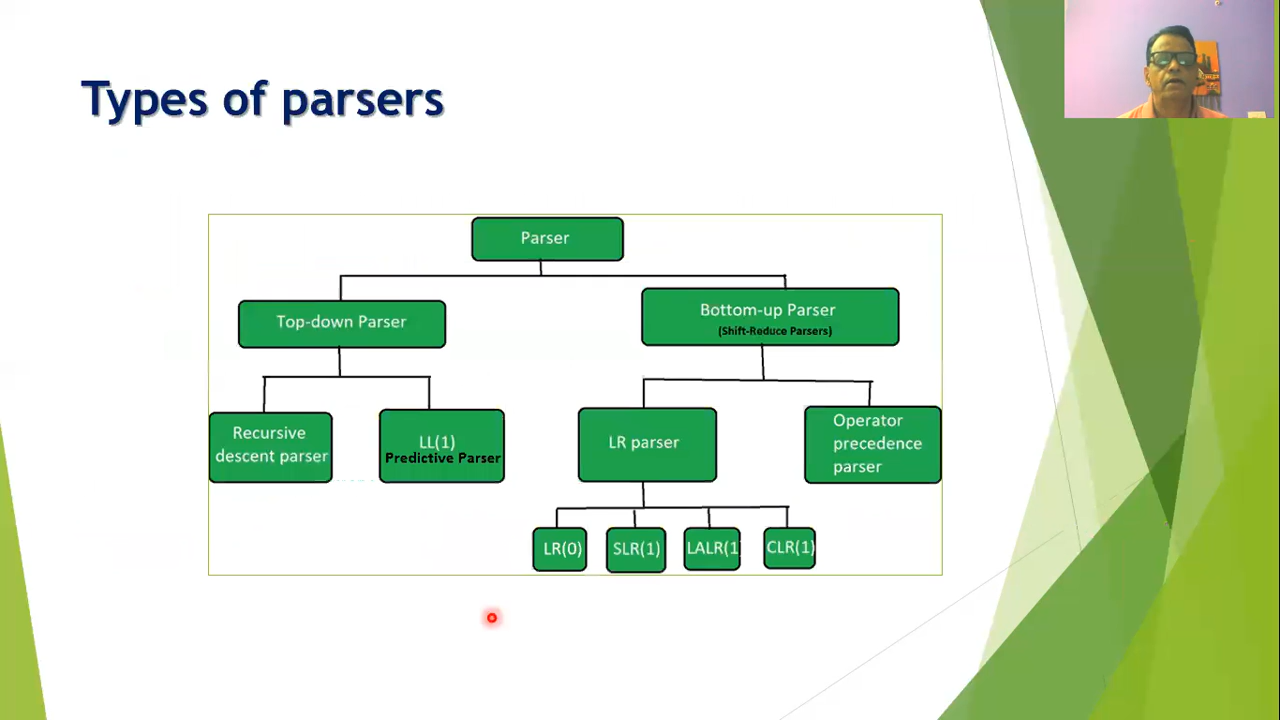 Types of parsers
Parser
Top-down Parser
Bottom-up Parser
(Shift-Reduce Parsers)
Recursive
descent parser
LL(1)
Predictive Parser
LR parser
Operator
precedence
parser
LR(0)
SLR(1)
LALR(1
CLR(1)